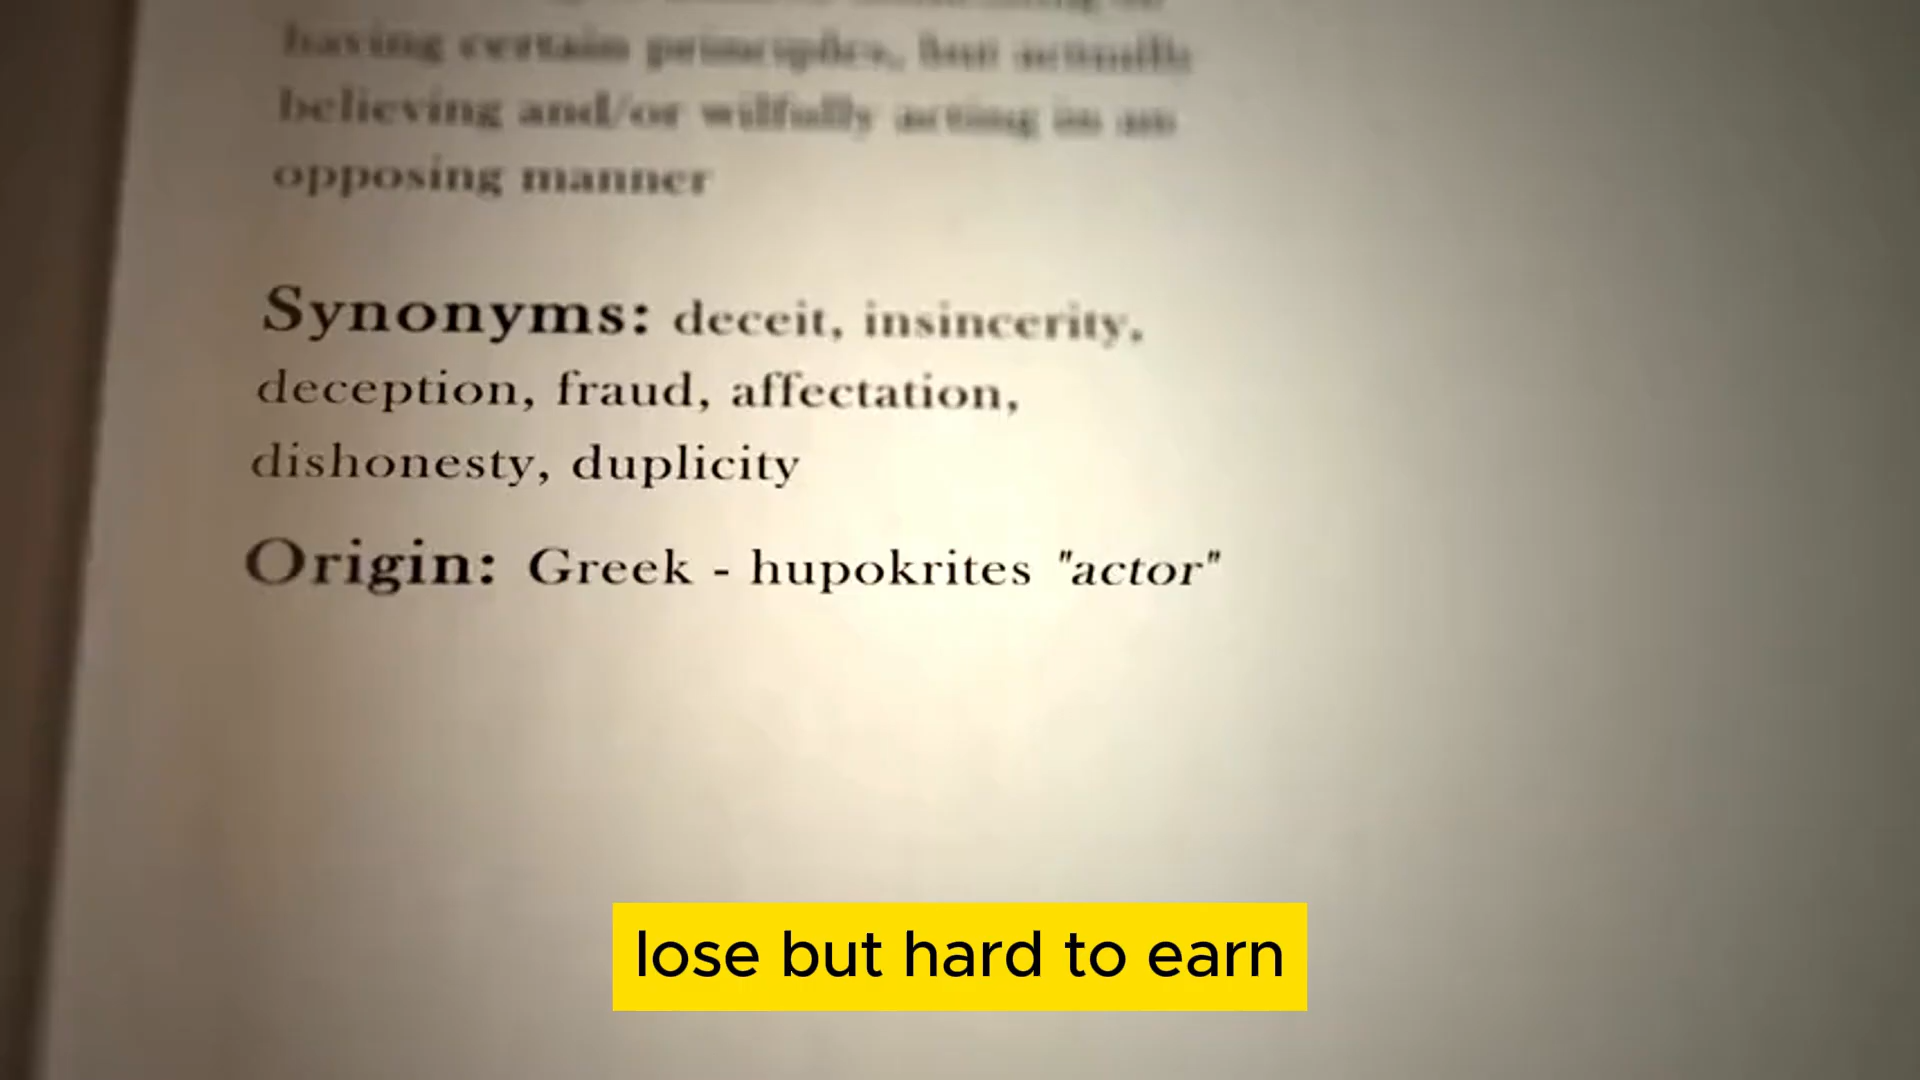 having certain principles, but actually
believing and/or wilfully acting in an
opposing manner
Synonyms: deceit, insincerity,
deception, fraud, affectation,
dishonesty, duplicity
Origin: Greek - hupokrites "actor"
lose but hard to earn